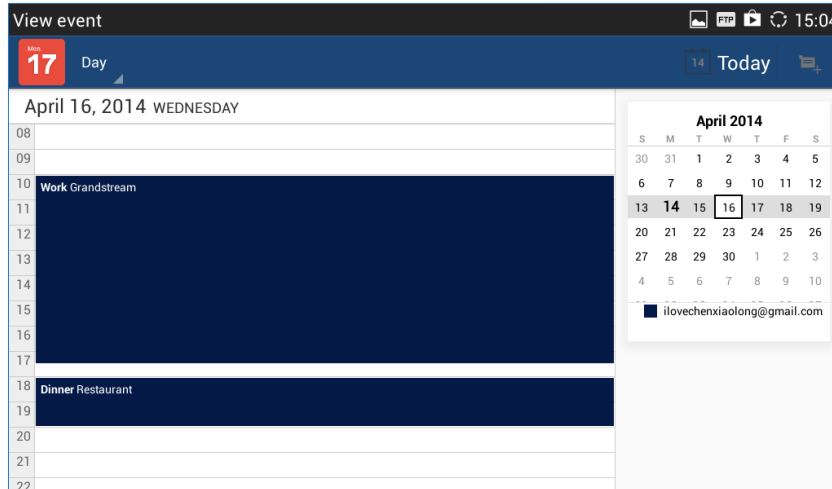 View event
FTP
15:04
Mon
17
Day
14
Today
April 16, 2014 WEDNESDAY
08
09
10 Work Grandstream
11
12
13
14
15
16
17
18 Dinner Restaurant
19
20
21
22
April 2014
S M T W T F S
30 31 1 2 3 4 5
6 7 8 9 10 11 12
13 14 15 16 17 18 19
20 21 22 23 24 25 26
27 28 29 30 1 2 3
4 5 6 7 8 9 10
ilovechenxiaolong@gmail.com